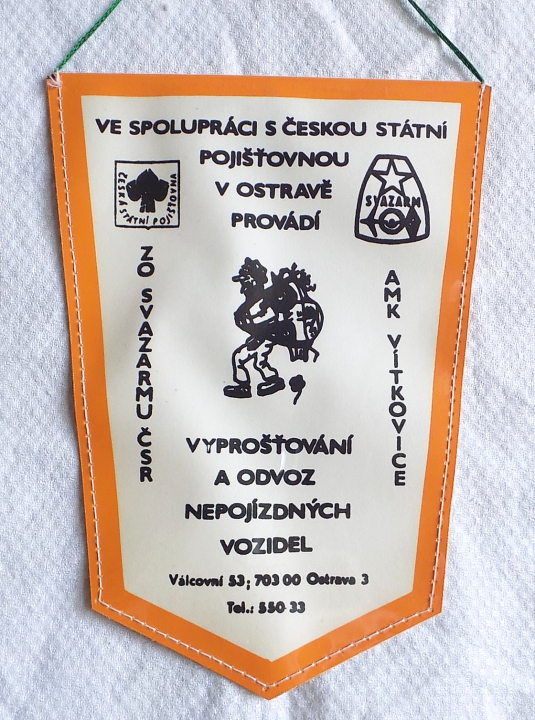 VE SPOLUPRÁCI S ČESKOU STÁTNÍ
POJIŠŤOVNOU
V OSTRAVĚ
PROVÁDÍ
ČESKÁ STÁTNÍ POJIŠŤOVNA
SVAZARM
ZO SVAZARMU ČSR
AMK VÍTKOVICE
VYPROŠŤOVÁNÍ
A ODVOZ
NEPOJÍZDNÝCH
VOZIDEL
Válcovní 53; 703 00 Ostrava 3
Tel.: 550-33